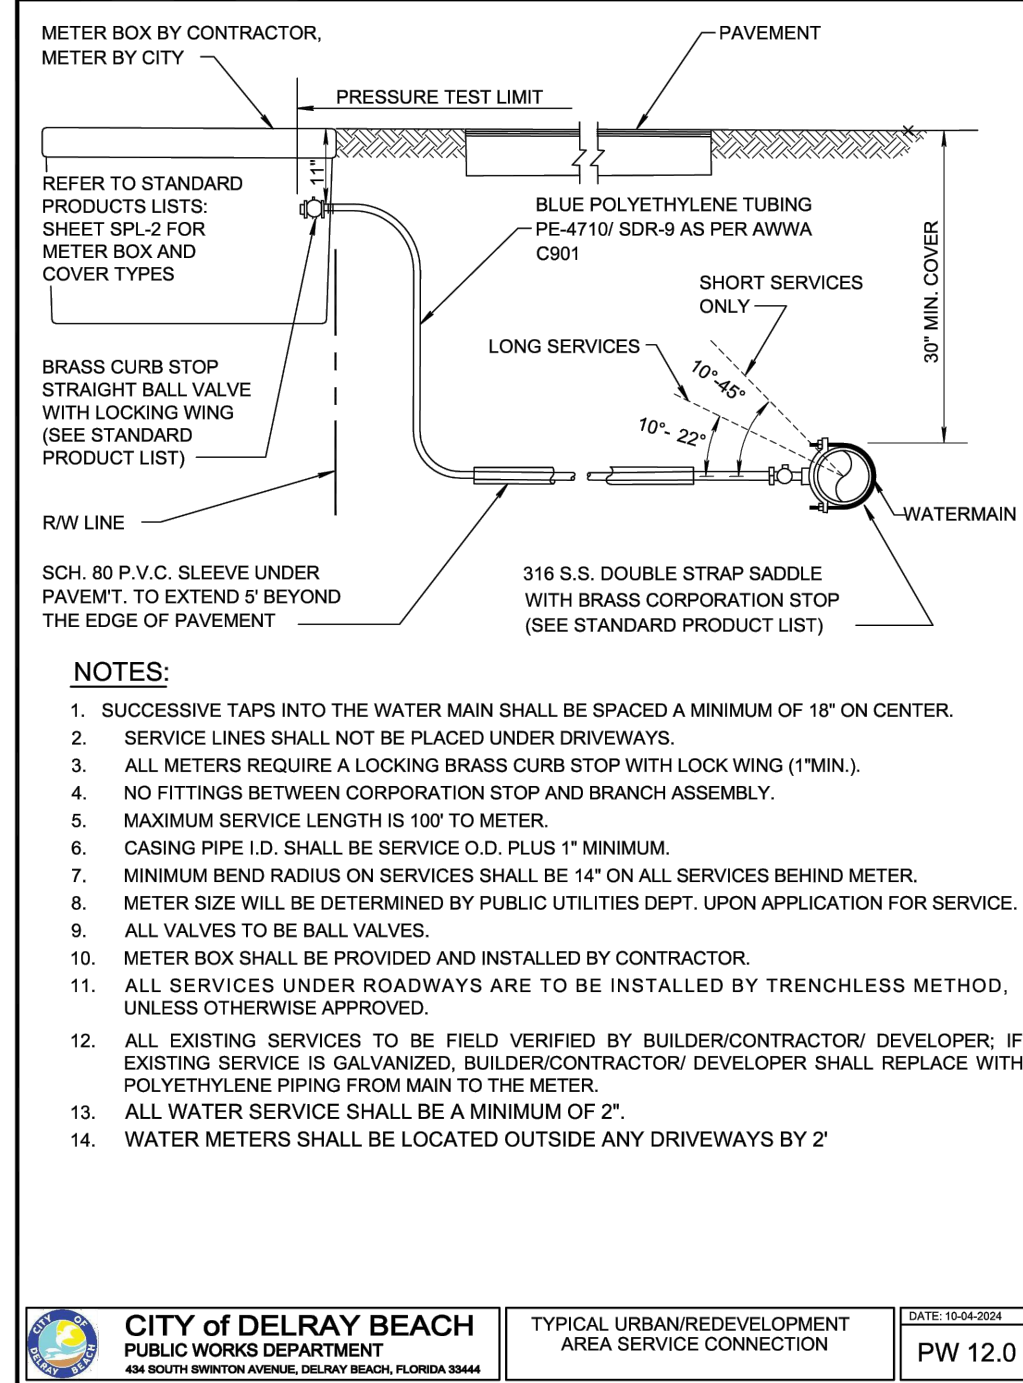 METER BOX BY CONTRACTOR,
METER BY CITY
PAVEMENT
PRESSURE TEST LIMIT
11"
REFER TO STANDARD
PRODUCTS LISTS:
SHEET SPL-2 FOR
METER BOX AND
COVER TYPES
BLUE POLYETHYLENE TUBING
PE-4710/ SDR-9 AS PER AWWA
C901
30" MIN. COVER
SHORT SERVICES
ONLY
LONG SERVICES
10°-45°
10°- 22°
BRASS CURB STOP
STRAIGHT BALL VALVE
WITH LOCKING WING
(SEE STANDARD
PRODUCT LIST)
R/W LINE
WATERMAIN
SCH. 80 P.V.C. SLEEVE UNDER
PAVEM'T. TO EXTEND 5' BEYOND
THE EDGE OF PAVEMENT
316 S.S. DOUBLE STRAP SADDLE
WITH BRASS CORPORATION STOP
(SEE STANDARD PRODUCT LIST)
NOTES:
1. SUCCESSIVE TAPS INTO THE WATER MAIN SHALL BE SPACED A MINIMUM OF 18" ON CENTER.
2. SERVICE LINES SHALL NOT BE PLACED UNDER DRIVEWAYS.
3. ALL METERS REQUIRE A LOCKING BRASS CURB STOP WITH LOCK WING (1"MIN.).
4. NO FITTINGS BETWEEN CORPORATION STOP AND BRANCH ASSEMBLY.
5. MAXIMUM SERVICE LENGTH IS 100' TO METER.
6. CASING PIPE I.D. SHALL BE SERVICE O.D. PLUS 1" MINIMUM.
7. MINIMUM BEND RADIUS ON SERVICES SHALL BE 14" ON ALL SERVICES BEHIND METER.
8. METER SIZE WILL BE DETERMINED BY PUBLIC UTILITIES DEPT. UPON APPLICATION FOR SERVICE.
9. ALL VALVES TO BE BALL VALVES.
10. METER BOX SHALL BE PROVIDED AND INSTALLED BY CONTRACTOR.
11. ALL SERVICES UNDER ROADWAYS ARE TO BE INSTALLED BY TRENCHLESS METHOD,
UNLESS OTHERWISE APPROVED.
12. ALL EXISTING SERVICES TO BE FIELD VERIFIED BY BUILDER/CONTRACTOR/ DEVELOPER; IF
EXISTING SERVICE IS GALVANIZED, BUILDER/CONTRACTOR/ DEVELOPER SHALL REPLACE WITH
POLYETHYLENE PIPING FROM MAIN TO THE METER.
13. ALL WATER SERVICE SHALL BE A MINIMUM OF 2".
14. WATER METERS SHALL BE LOCATED OUTSIDE ANY DRIVEWAYS BY 2'
CITY OF DELRAY BEACH
CITY of DELRAY BEACH
PUBLIC WORKS DEPARTMENT
434 SOUTH SWINTON AVENUE, DELRAY BEACH, FLORIDA 33444
TYPICAL URBAN/REDEVELOPMENT
AREA SERVICE CONNECTION
DATE: 10-04-2024
PW 12.0